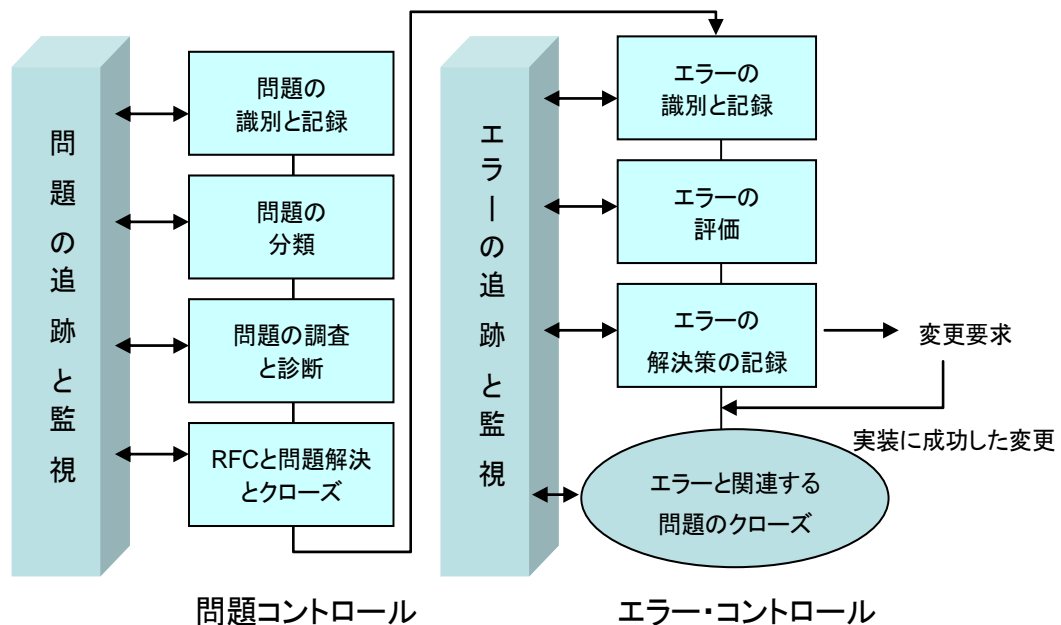 問題の追跡と監視
問題の
識別と記録
問題の
分類
問題の調査
と診断
RFCと問題解決
とクローズ
問題コントロール
エラーの追跡と監視
エラーの
識別と記録
エラーの
評価
エラーの
解決策の記録
変更要求
実装に成功した変更
エラーと関連する
問題のクローズ
エラー・コントロール